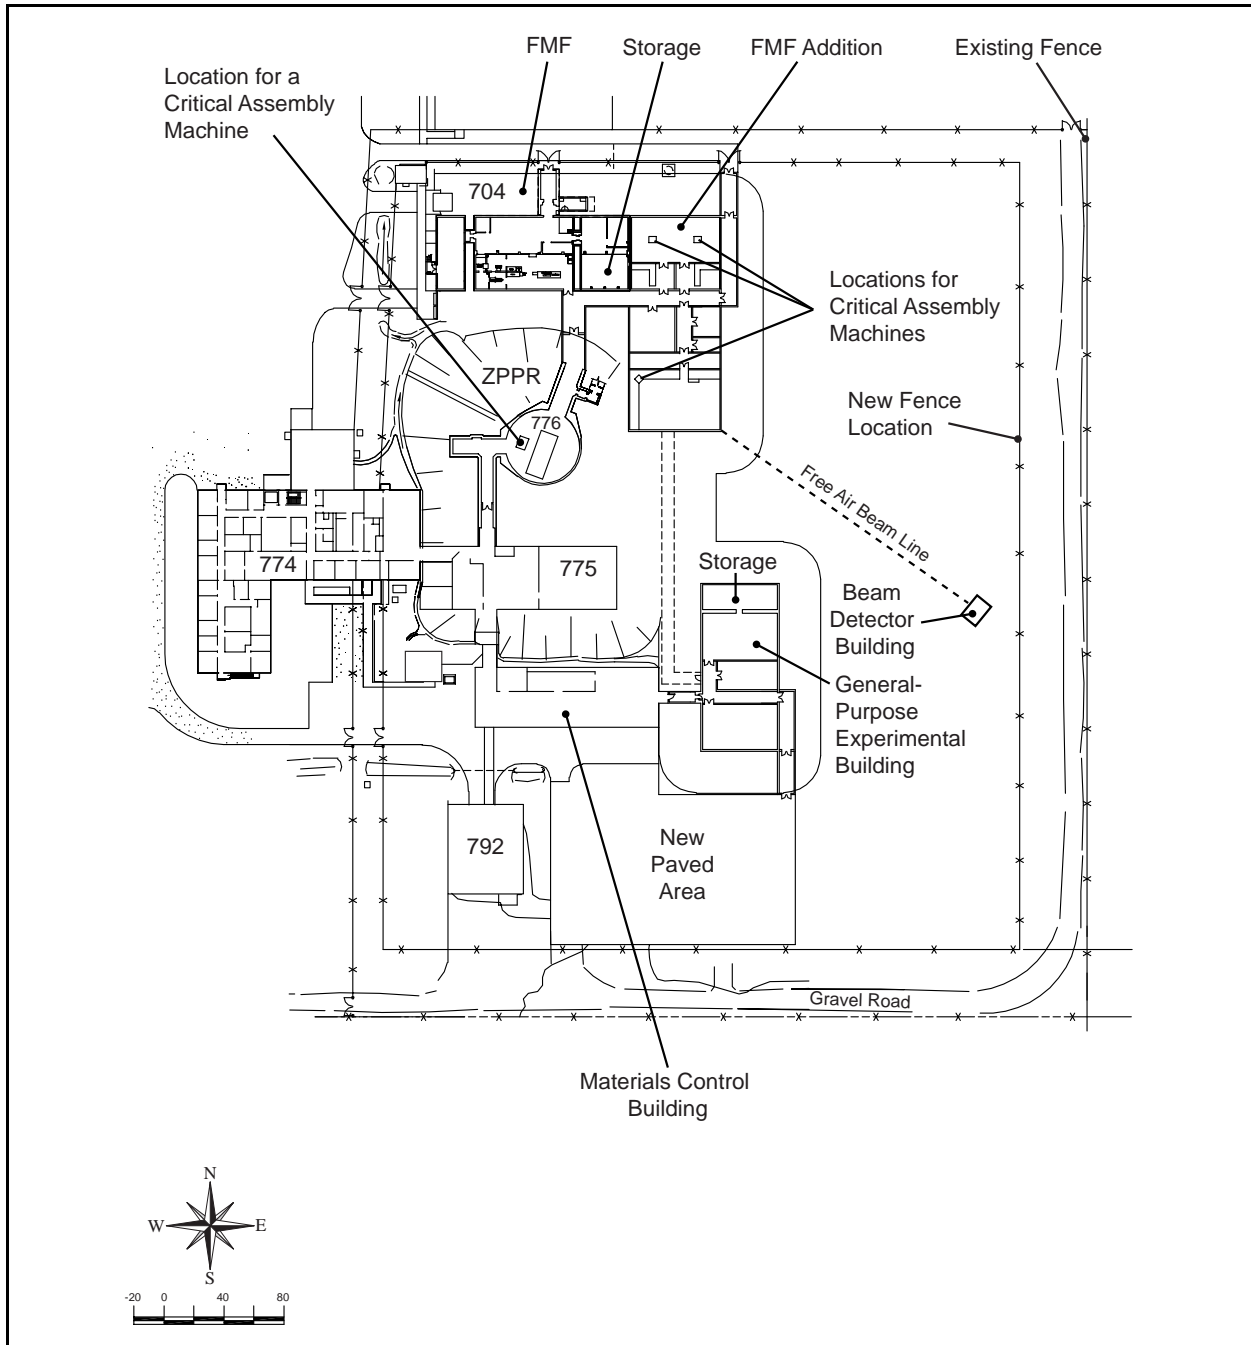 FMF
Storage
FMF Addition
Existing Fence
Location for a
Critical Assembly
Machine
704
Locations for
Critical Assembly
Machines
ZPPR
776
New Fence
Location
Free Air Beam Line
774
775
Storage
Beam
Detector
Building
General-
Purpose
Experimental
Building
792
New
Paved
Area
Gravel Road
Materials Control
Building
N
W
E
S
-20 0 40 80